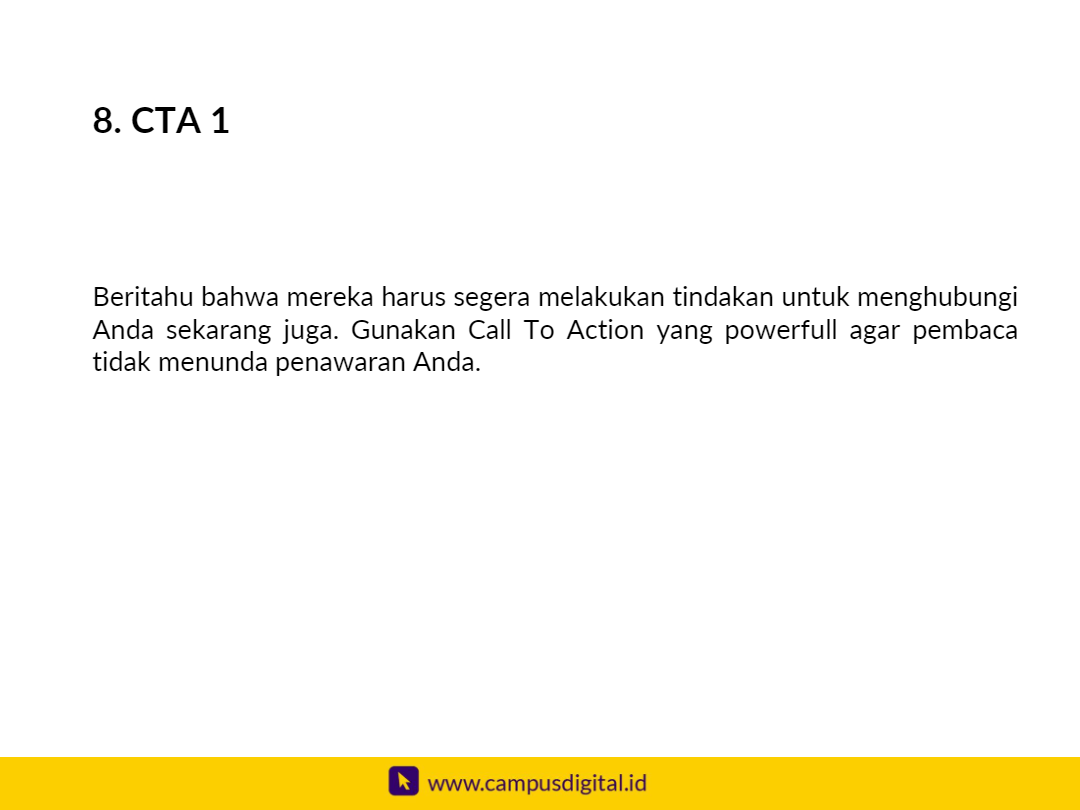 8. CTA 1
Beritahu bahwa mereka harus segera melakukan tindakan untuk menghubungi
Anda sekarang juga. Gunakan Call To Action yang powerfull agar pembaca
tidak menunda penawaran Anda.
www.campusdigital.id